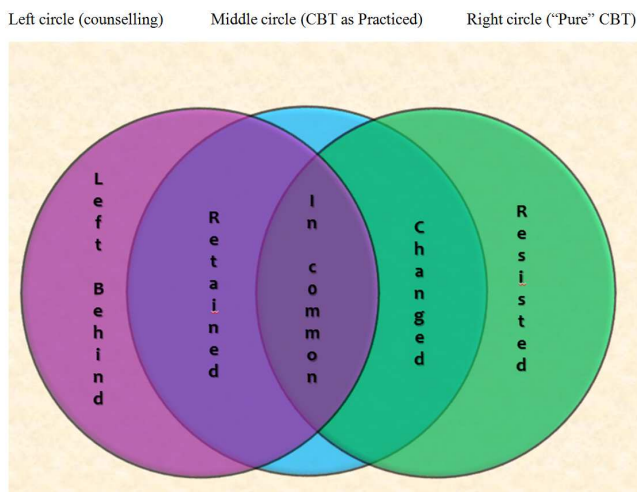 Left circle (counselling) Middle circle (CBT as Practiced) Right circle (“Pure” CBT)
Left Behind
Retained
In common
Changed
Resisted